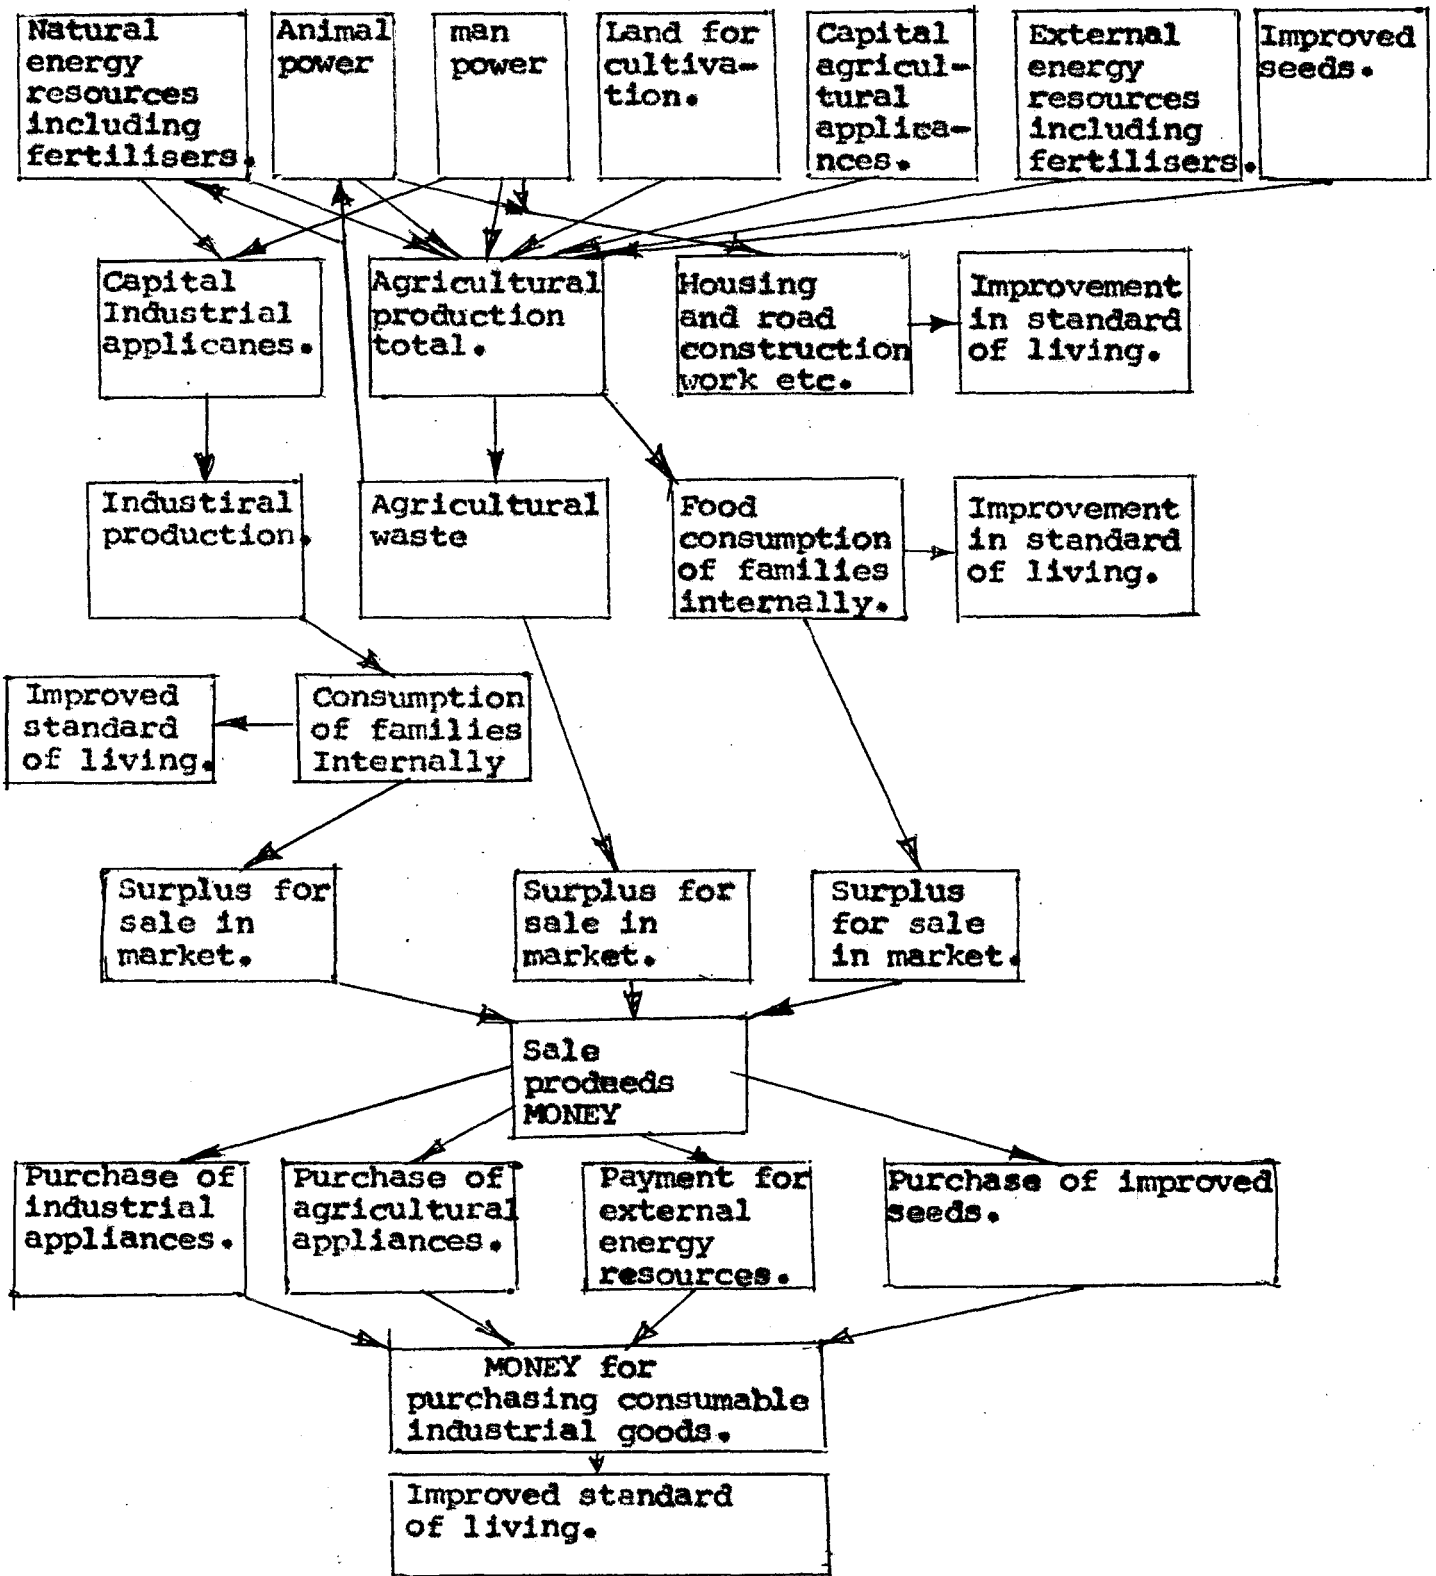 Natural
energy
resources
including
fertilisers.
Animal
power
man
power
Land for
cultiva-
tion.
Capital
agricul-
tural
applica-
nces.
External
energy
resources
including
fertilisers.
Improved
seeds.
Capital
Industrial
applicanes.
Agricultural
production
total.
Housing
and road
construction
work etc.
Improvement
in standard
of living.
Industiral
production.
Agricultural
waste
Food
consumption
of families
internally.
Improvement
in standard
of living.
Improved
standard
of living.
Consumption
of families
Internally
Surplus for
sale in
market.
Surplus for
sale in
market.
Surplus
for sale
in market.
Sale
prodeeds
MONEY
Purchase of
industrial
appliances.
Purchase of
agricultural
appliances.
Payment for
external
energy
resources.
Purchase of improved
seeds.
MONEY for
purchasing consumable
industrial goods.
Improved standard
of living.